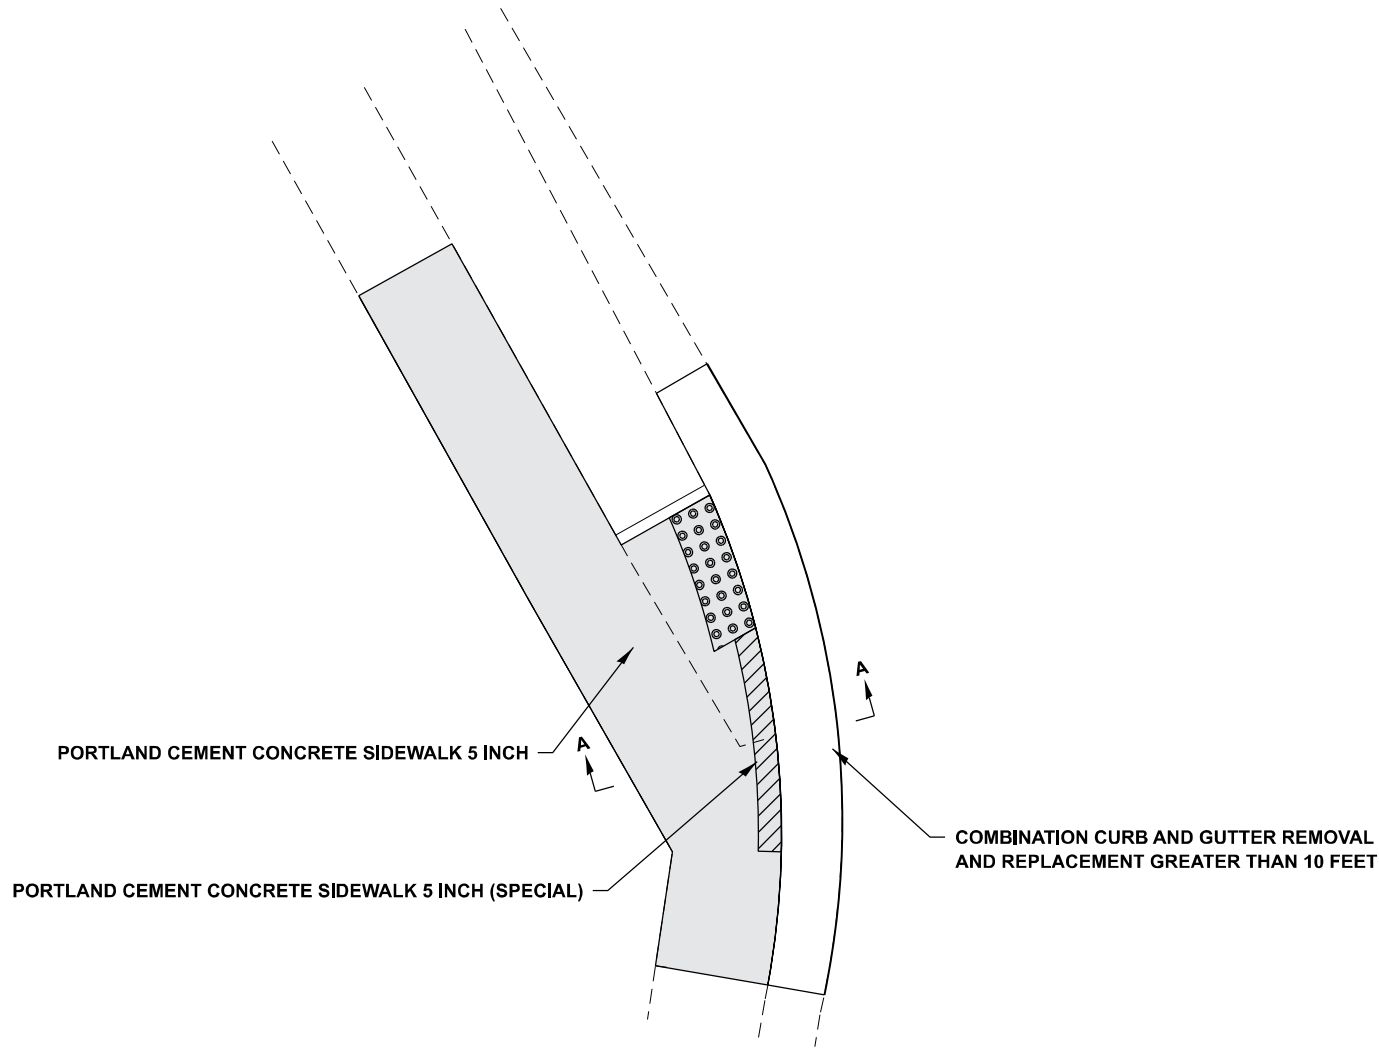 A
PORTLAND CEMENT CONCRETE SIDEWALK 5 INCH
A
COMBINATION CURB AND GUTTER REMOVAL
AND REPLACEMENT GREATER THAN 10 FEET
PORTLAND CEMENT CONCRETE SIDEWALK 5 INCH (SPECIAL)